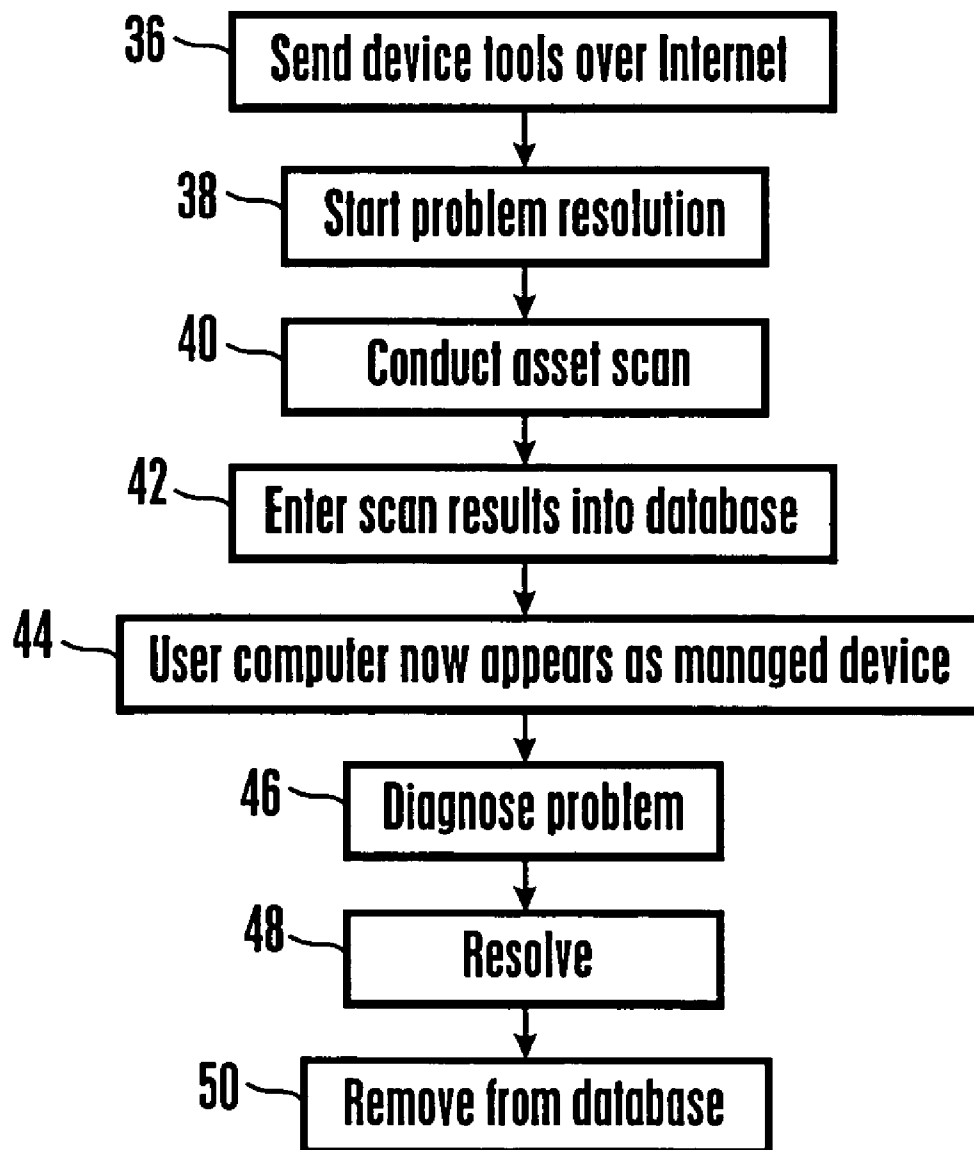 36 Send device tools over Internet
38 Start problem resolution
40 Conduct asset scan
42 Enter scan results into database
44 User computer now appears as managed device
46 Diagnose problem
48 Resolve
50 Remove from database